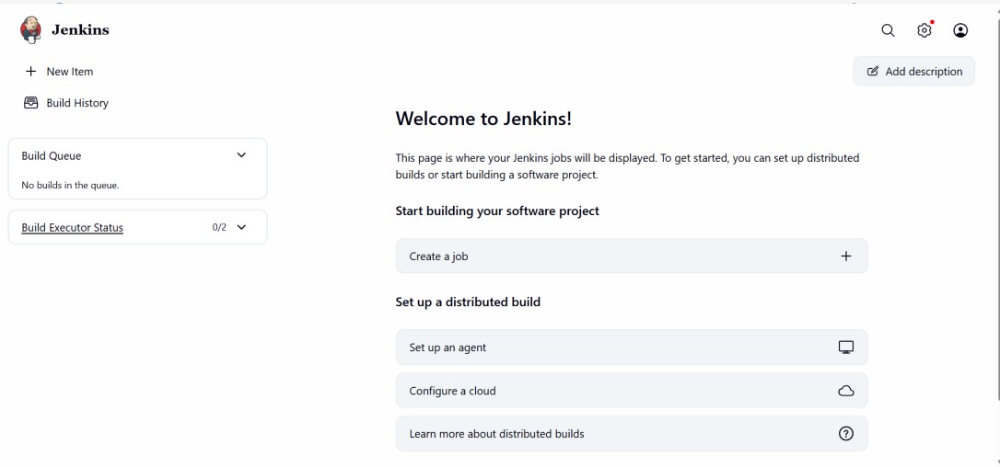 Jenkins
New Item
Add description
Build History
Build Queue
No builds in the queue.
Build Executor Status 0/2
Welcome to Jenkins!
This page is where your Jenkins jobs will be displayed. To get started, you can set up distributed
builds or start building a software project.
Start building your software project
Create a job
Set up a distributed build
Set up an agent
Configure a cloud
Learn more about distributed builds